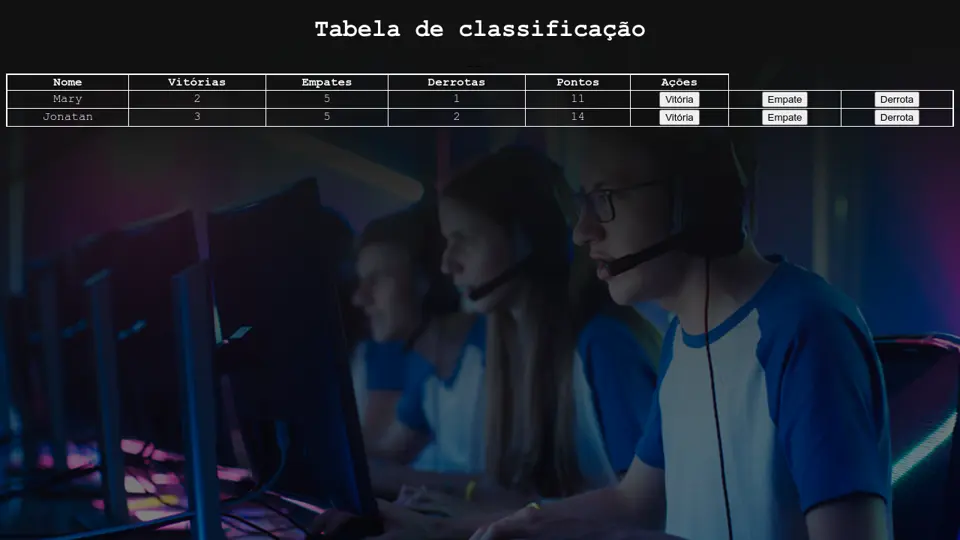 Tabela de classificação
Nome Vitórias Empates Derrotas Pontos Ações
Mary 2 5 1 11 Vitória Empate Derrota
Jonatan 3 5 2 14 Vitória Empate Derrota